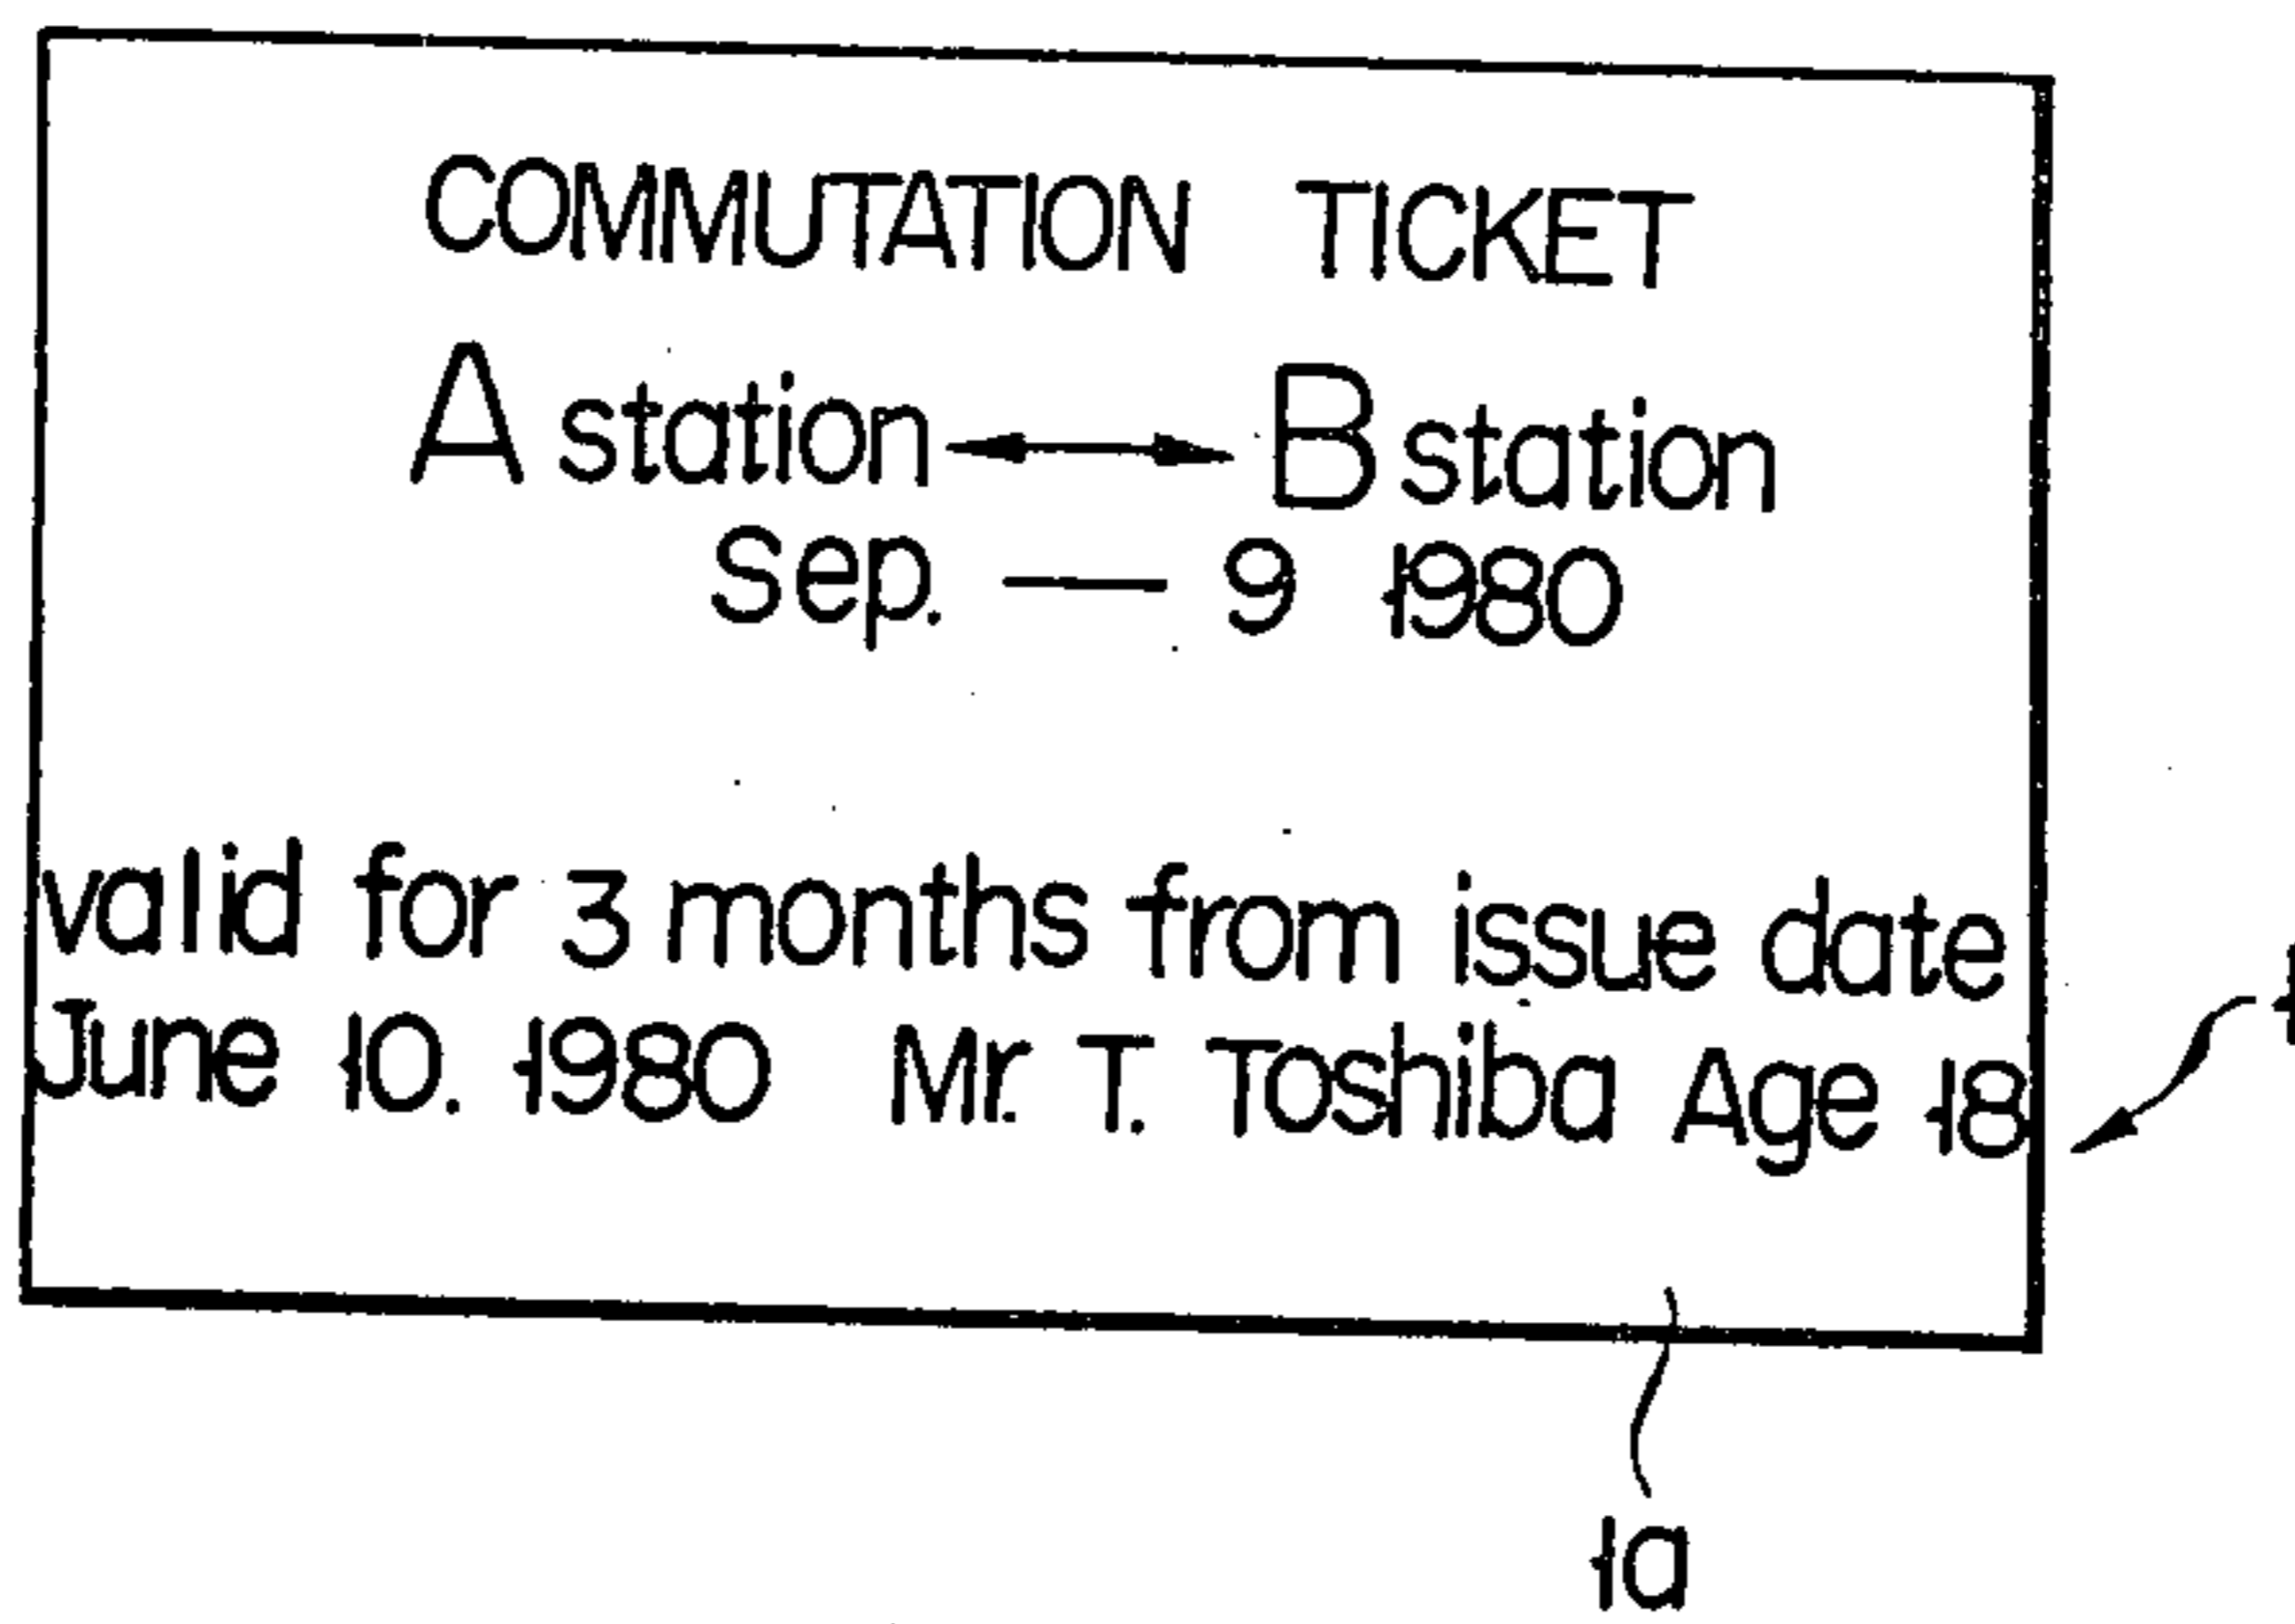 COMMUTATION TICKET
A station ⟷ B station
Sep. — 9 1980
valid for 3 months from issue date
June 10. 1980 Mr. T. Toshiba Age 18
1
1a